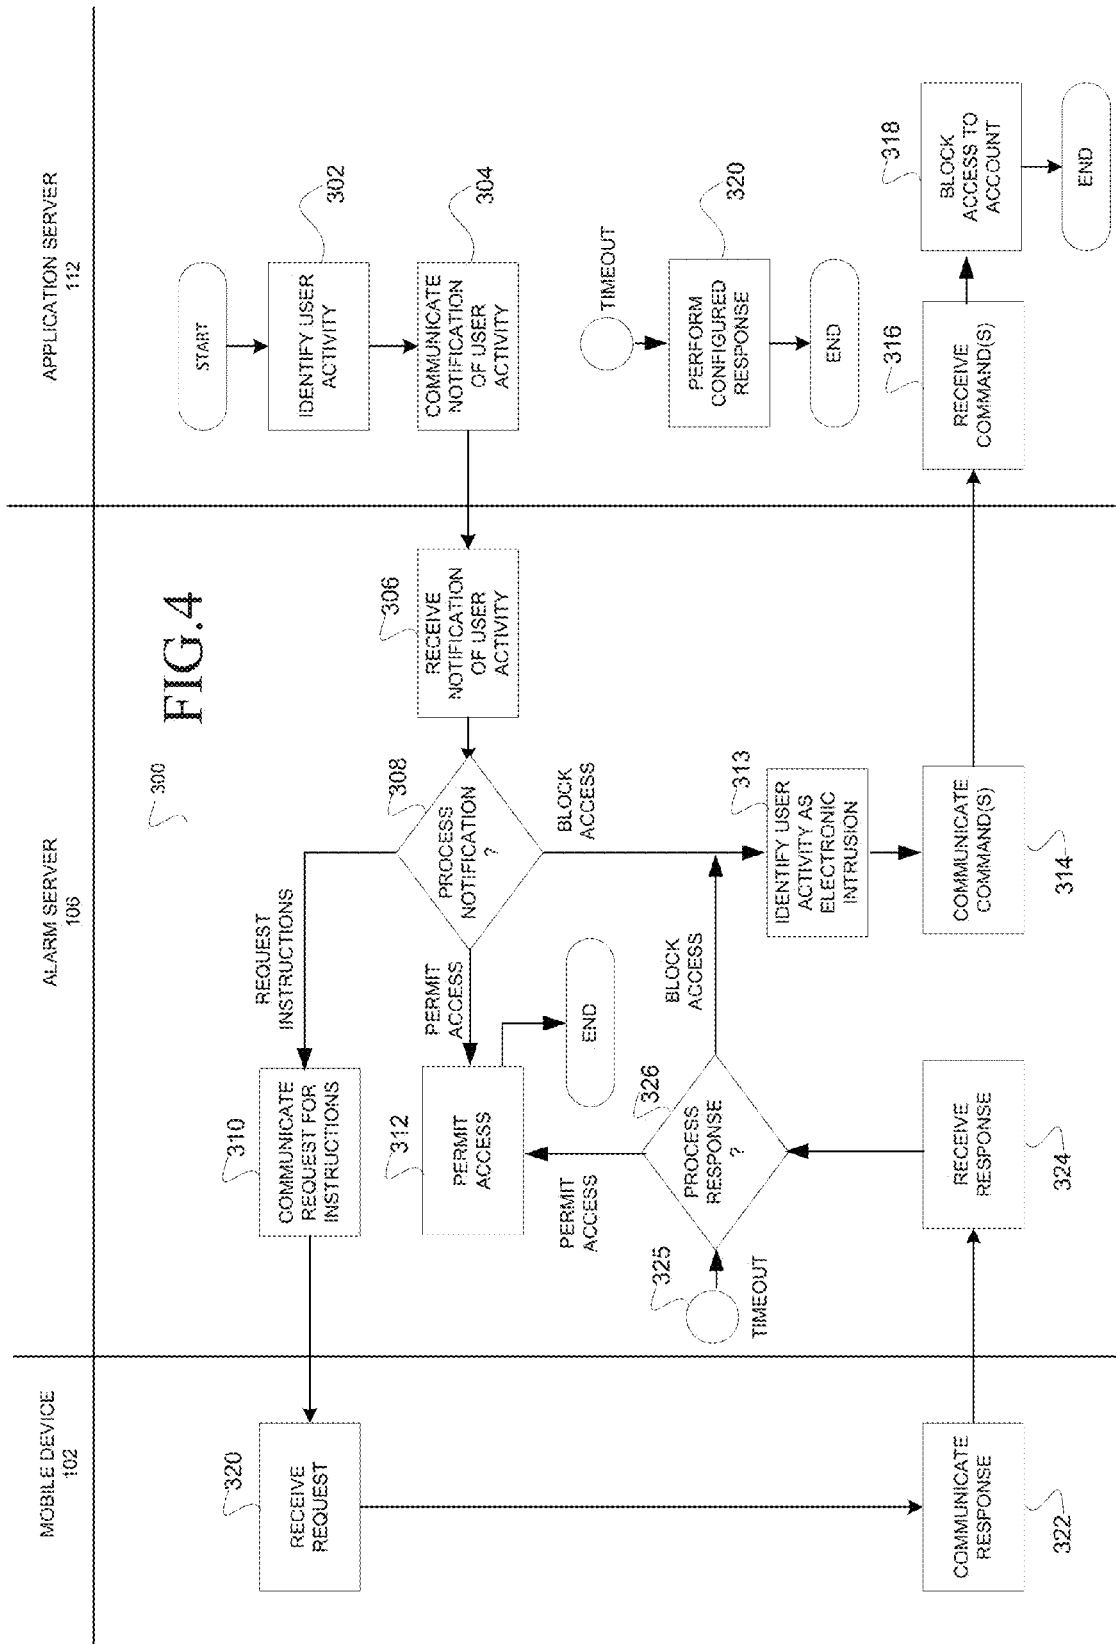 MOBILE DEVICE
102
ALARM SERVER
106
APPLICATION SERVER
112
300
FIG.4
START
IDENTIFY USER
ACTIVITY
302
COMMUNICATE
NOTIFICATION
OF USER
ACTIVITY
304
RECEIVE
NOTIFICATION
OF USER
ACTIVITY
306
PROCESS
NOTIFICATION
?
308
REQUEST
INSTRUCTIONS
PERMIT
ACCESS
BLOCK
ACCESS
COMMUNICATE
REQUEST FOR
INSTRUCTIONS
310
RECEIVE
REQUEST
320
PERMIT
ACCESS
312
END
TIMEOUT
PERFORM
CONFIGURED
RESPONSE
320
END
PERMIT
ACCESS
PROCESS
RESPONSE
?
326
BLOCK
ACCESS
325
TIMEOUT
IDENTIFY USER
ACTIVITY AS
ELECTRONIC
INTRUSION
313
COMMUNICATE
RESPONSE
322
RECEIVE
RESPONSE
324
COMMUNICATE
COMMAND(S)
314
RECEIVE
COMMAND(S)
316
BLOCK
ACCESS TO
ACCOUNT
318
END